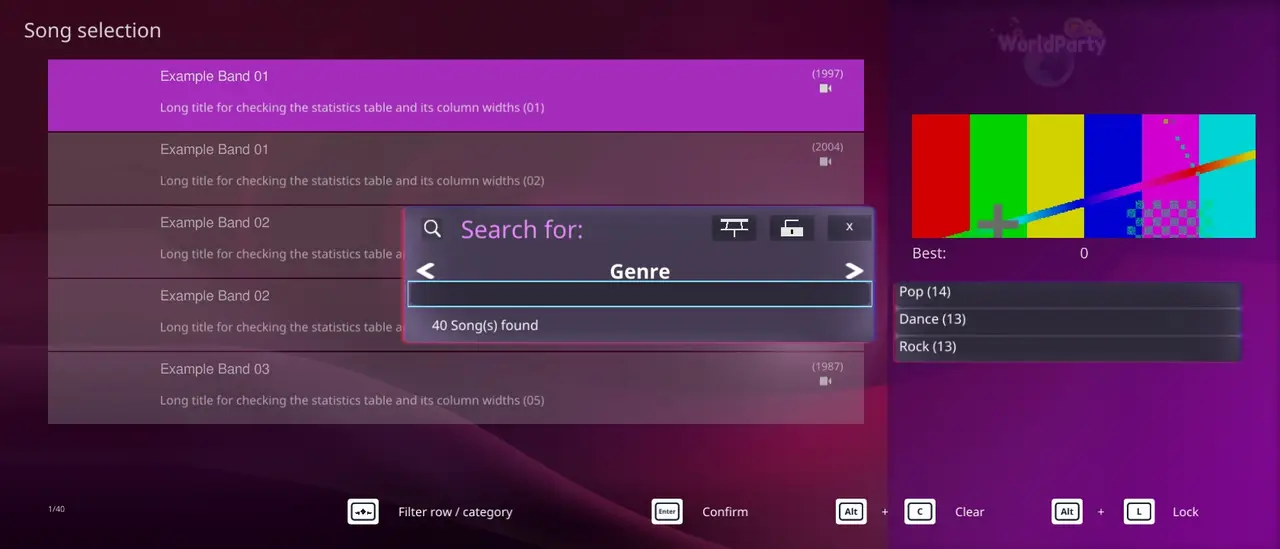 Song selection
WorldParty
Example Band 01
(1997)
Long title for checking the statistics table and its column widths (01)
Example Band 01
(2004)
Long title for checking the statistics table and its column widths (02)
Example Band 02
Long title for checking the statistics table a
Example Band 02
Long title for checking the statistics table a
Example Band 03
(1987)
Long title for checking the statistics table and its column widths (05)
Search for:
x
Genre
40 Song(s) found
Best: 0
Pop (14)
Dance (13)
Rock (13)
1/40
Filter row / category
Enter Confirm
Alt + C Clear
Alt + L Lock